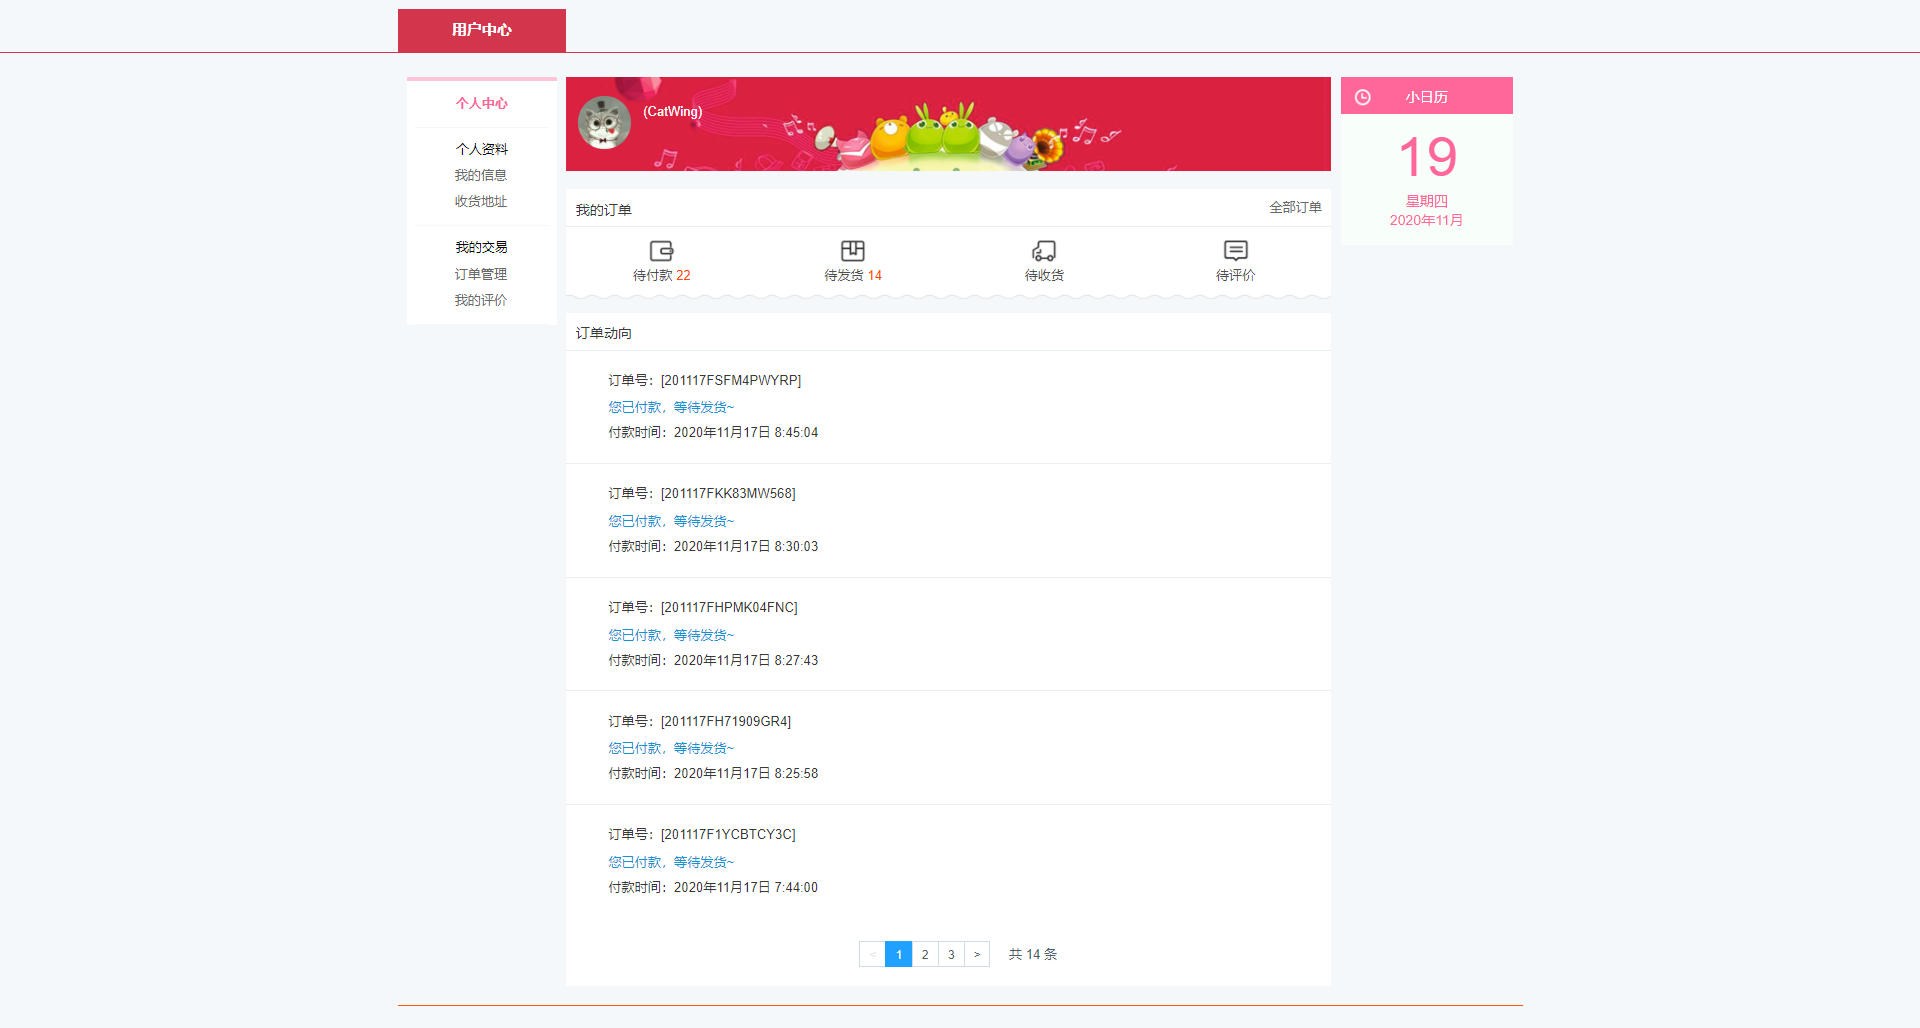 用户中心
个人中心
个人资料
我的信息
收货地址
我的交易
订单管理
我的评价
(CatWing)
我的订单
全部订单
待付款 22
待发货 14
待收货
待评价
订单动向
订单号：[201117FSFM4PWYRP]
您已付款，等待发货~
付款时间：2020年11月17日 8:45:04
订单号：[201117FKK83MW568]
您已付款，等待发货~
付款时间：2020年11月17日 8:30:03
订单号：[201117FHPMK04FNC]
您已付款，等待发货~
付款时间：2020年11月17日 8:27:43
订单号：[201117FH71909GR4]
您已付款，等待发货~
付款时间：2020年11月17日 8:25:58
订单号：[201117F1YCBTCY3C]
您已付款，等待发货~
付款时间：2020年11月17日 7:44:00
< 1 2 3 > 共 14 条
小日历
19
星期四
2020年11月